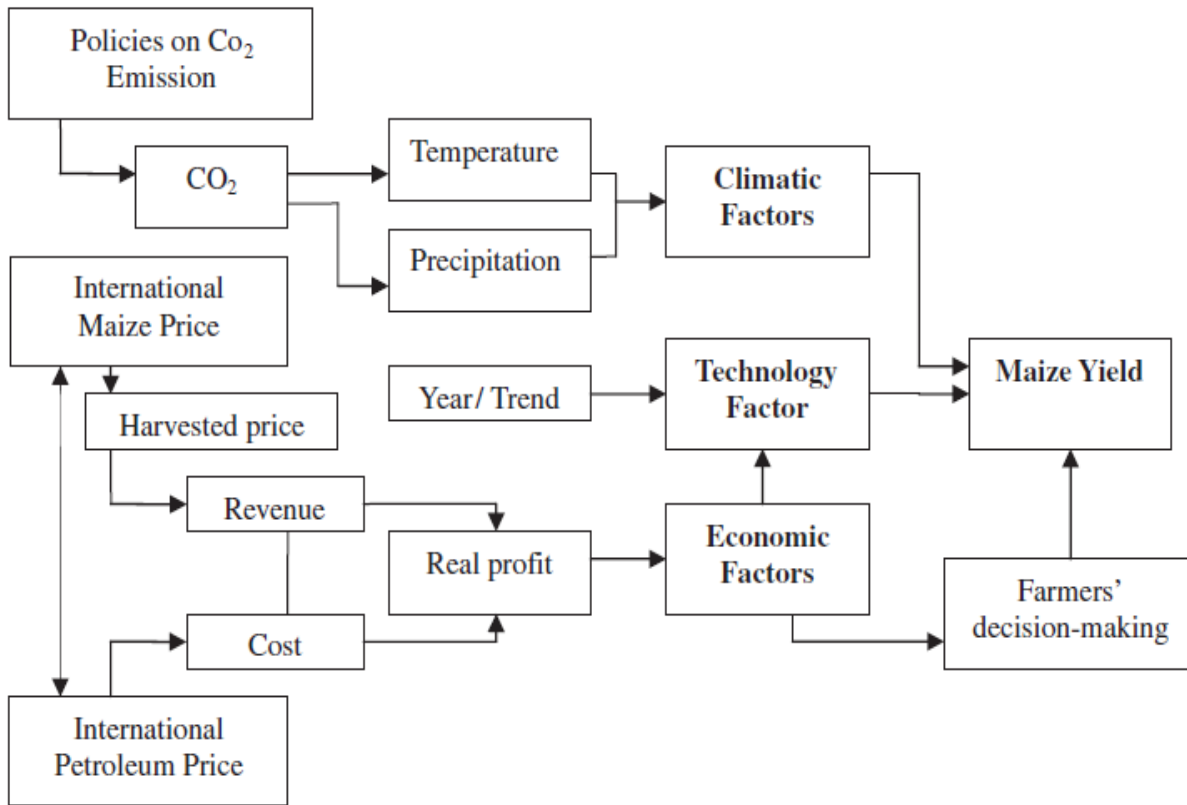 Policies on Co₂
Emission
CO₂
Temperature
Precipitation
Climatic
Factors
International
Maize Price
Harvested price
Year/ Trend
Technology
Factor
Maize Yield
Revenue
Real profit
Cost
Economic
Factors
Farmers’
decision-making
International
Petroleum Price